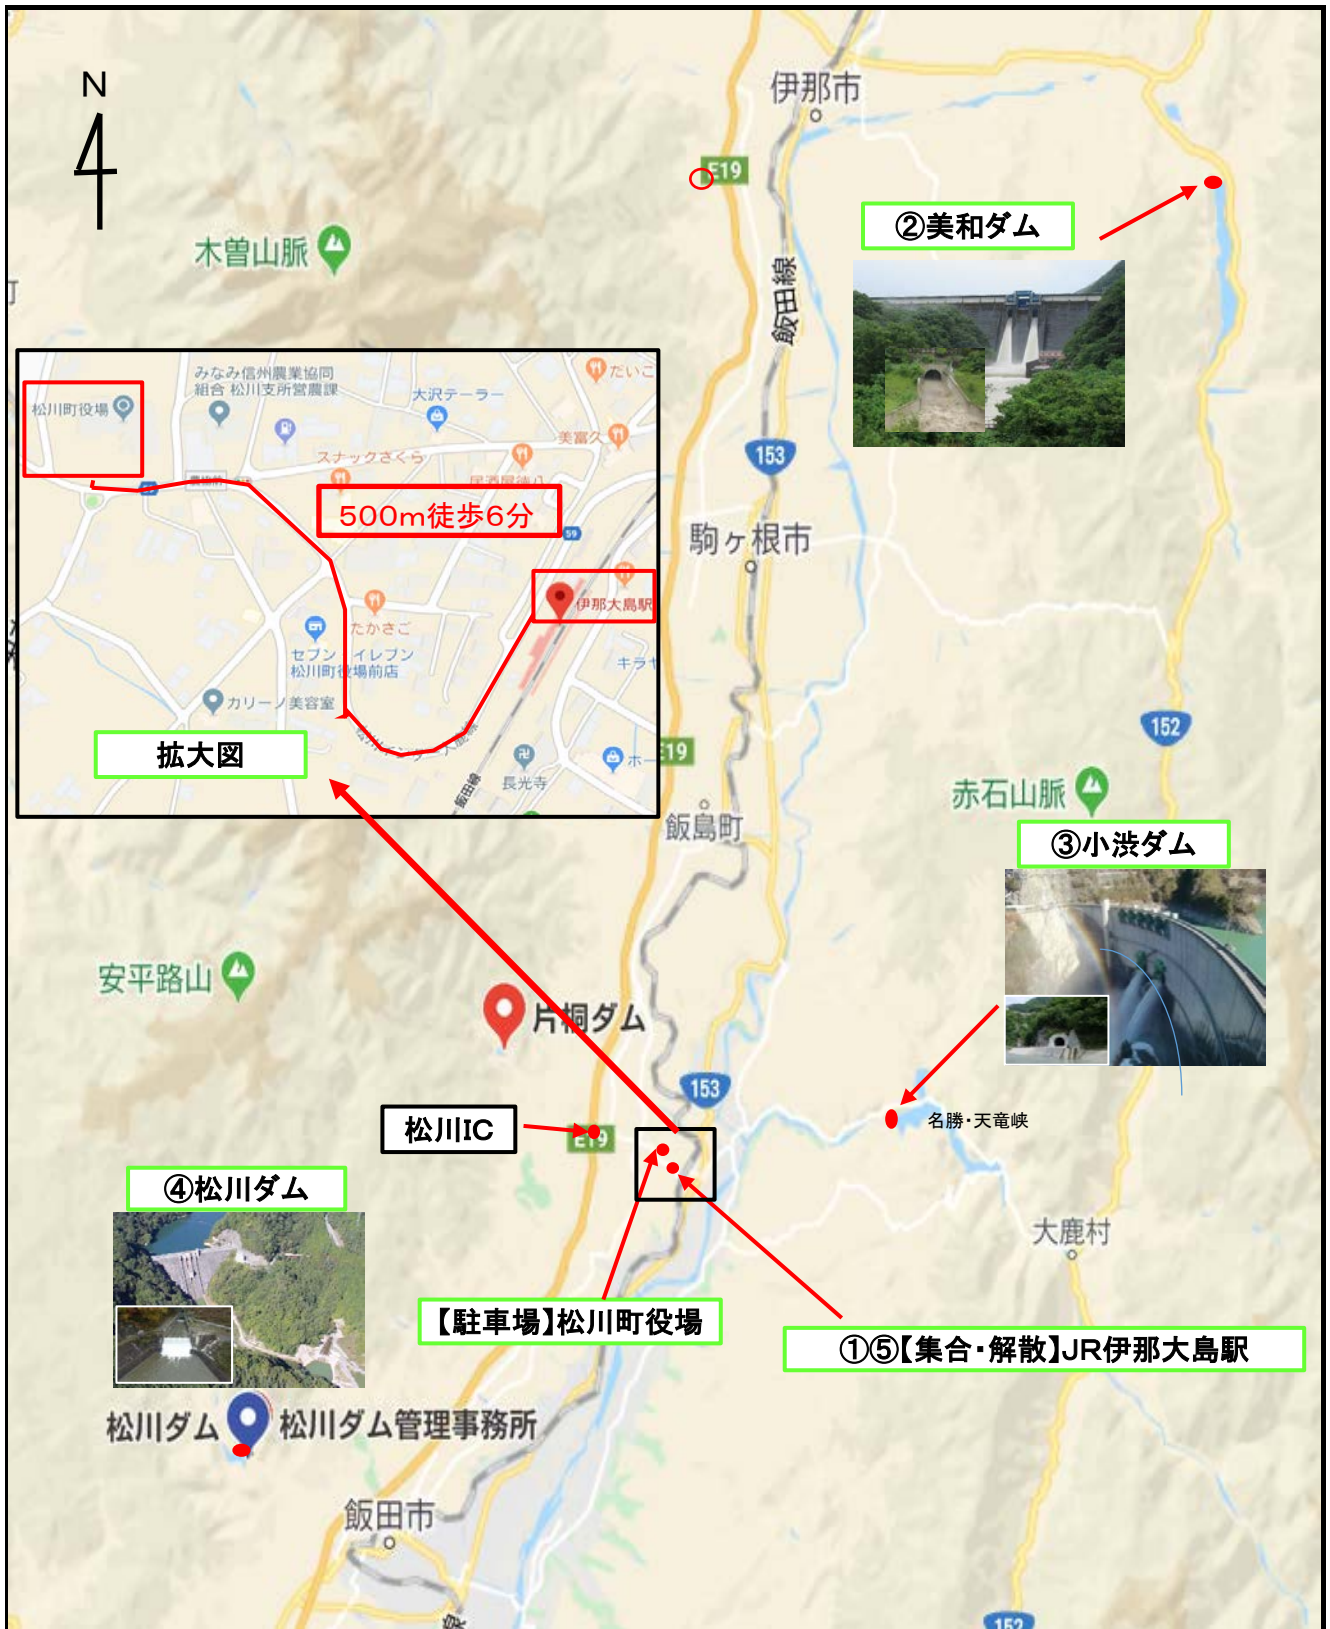 N
伊那市
E19
②美和ダム
木曽山脈
飯田線
みなみ信州農業協同
組合 松川支所営農課
だいこ
松川町役場
大沢テーラー
美富久
スナックさくら
153
500m徒歩6分
59
駒ヶ根市
伊那大島駅
たかさご
セブン イレブン
松川町役場前店
キラヤ
カリーノ美容室
拡大図
長光寺
ホー
飯田線
152
E19
赤石山脈
飯島町
③小渋ダム
安平路山
片桐ダム
153
松川IC
E19
名勝・天竜峡
④松川ダム
大鹿村
【駐車場】松川町役場
①⑤【集合・解散】JR伊那大島駅
松川ダム
松川ダム管理事務所
飯田市
線
152